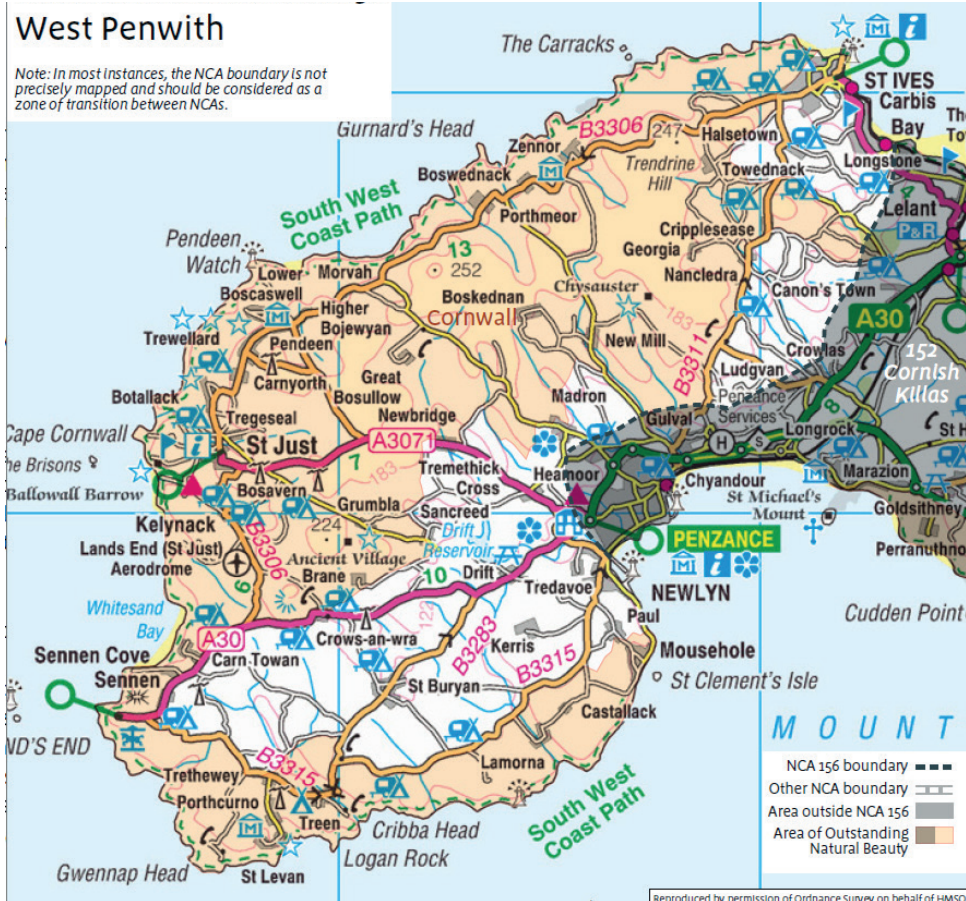 West Penwith
Note: In most instances, the NCA boundary is not
precisely mapped and should be considered as a
zone of transition between NCAs.
The Carracks
ST IVES
Carbis
Bay
Gurnard's Head
B3306
247
Halsetown
Zennor
Trendrine
Hill
Towednack
Longstone
4
Boswednack
Lelant
P&R
South West
Coast Path
Porthmeor
Cripplesease
Georgia
Pendeen
Watch
13
Nancledra
Lower
Morvah
252
Boscaswell
Boskednan
Chysauster
Canon's Town
Higher
Bojewyan
Cornwall
183
A30
Trewellard
Pendeen
New Mill
B3311
Crowlas
152
Cornish
Killas
Carnyorth
Great
Bosullow
Ludgvan
Botallack
Madron
Penzance
Services
8
Tregeseal
Newbridge
Gulval
Longrock
St H
Cape Cornwall
St Just
A3071
H
S
he Brisons
7
183
Tremethick
Cross
Heamoor
Chyandour
Marazion
Ballowall Barrow
Bosavern
Grumbla
St Michael's
Mount
Goldsithney
Kelynack
224
Sancreed
Drift
Reservoir
PENZANCE
Perranuthno
Lands End (St Just)
Aerodrome
B3306
Ancient Village
Brane
10
Drift
Tredavoe
NEWLYN
Whitesand
Bay
9
122
Paul
Cudden Point
A30
Crows-an-wra
B3283
Kerris
B3315
Mousehole
Sennen Cove
Sennen
Carn Towan
St Buryan
St Clement's Isle
Castallack
ND'S END
MOUNT
B3315
Lamorna
Trethewey
Porthcurno
Treen
Cribba Head
Logan Rock
South West
Coast Path
Gwennap Head
St Levan
NCA 156 boundary
Other NCA boundary
Area outside NCA 156
Area of Outstanding
Natural Beauty
Reproduced by permission of Ordnance Survey on behalf of HMSO